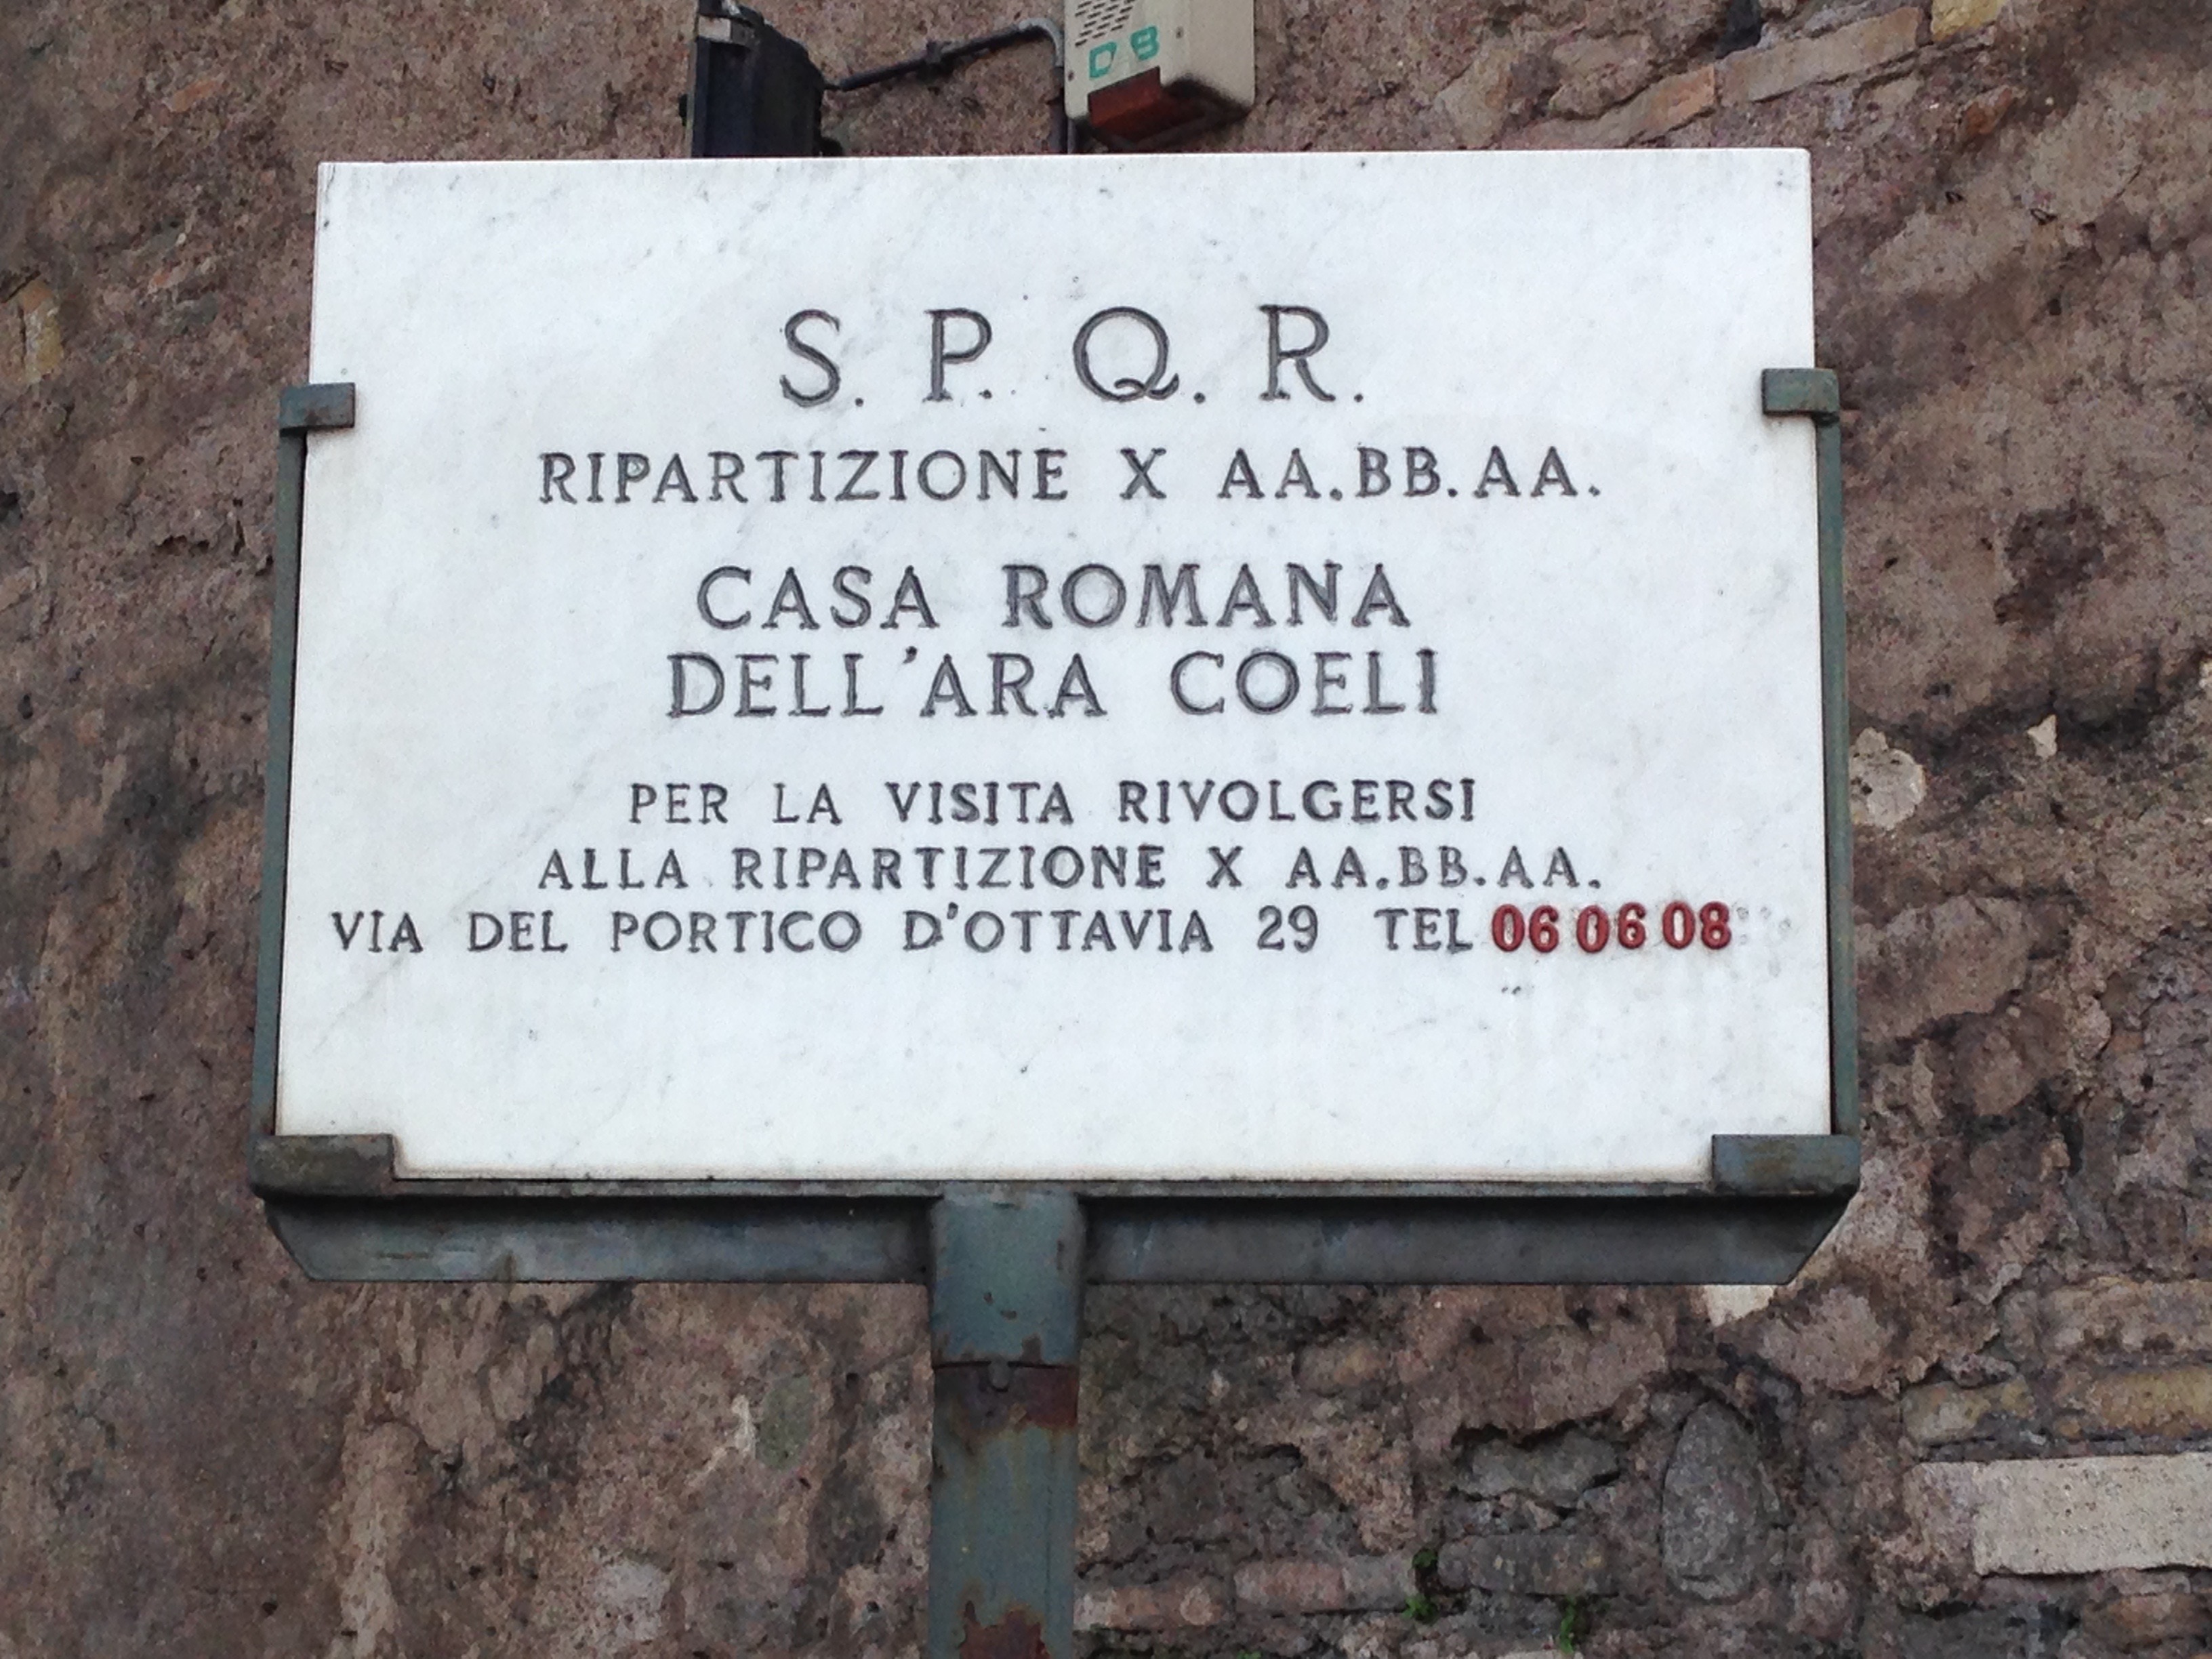 D8
S. P. Q. R.
RIPARTIZIONE X AA.BB.AA.
CASA ROMANA
DELL'ARA COELI
PER LA VISITA RIVOLGERSI
ALLA RIPARTIZIONE X AA.BB.AA.
VIA DEL PORTICO D'OTTAVIA 29 TEL 06 06 08